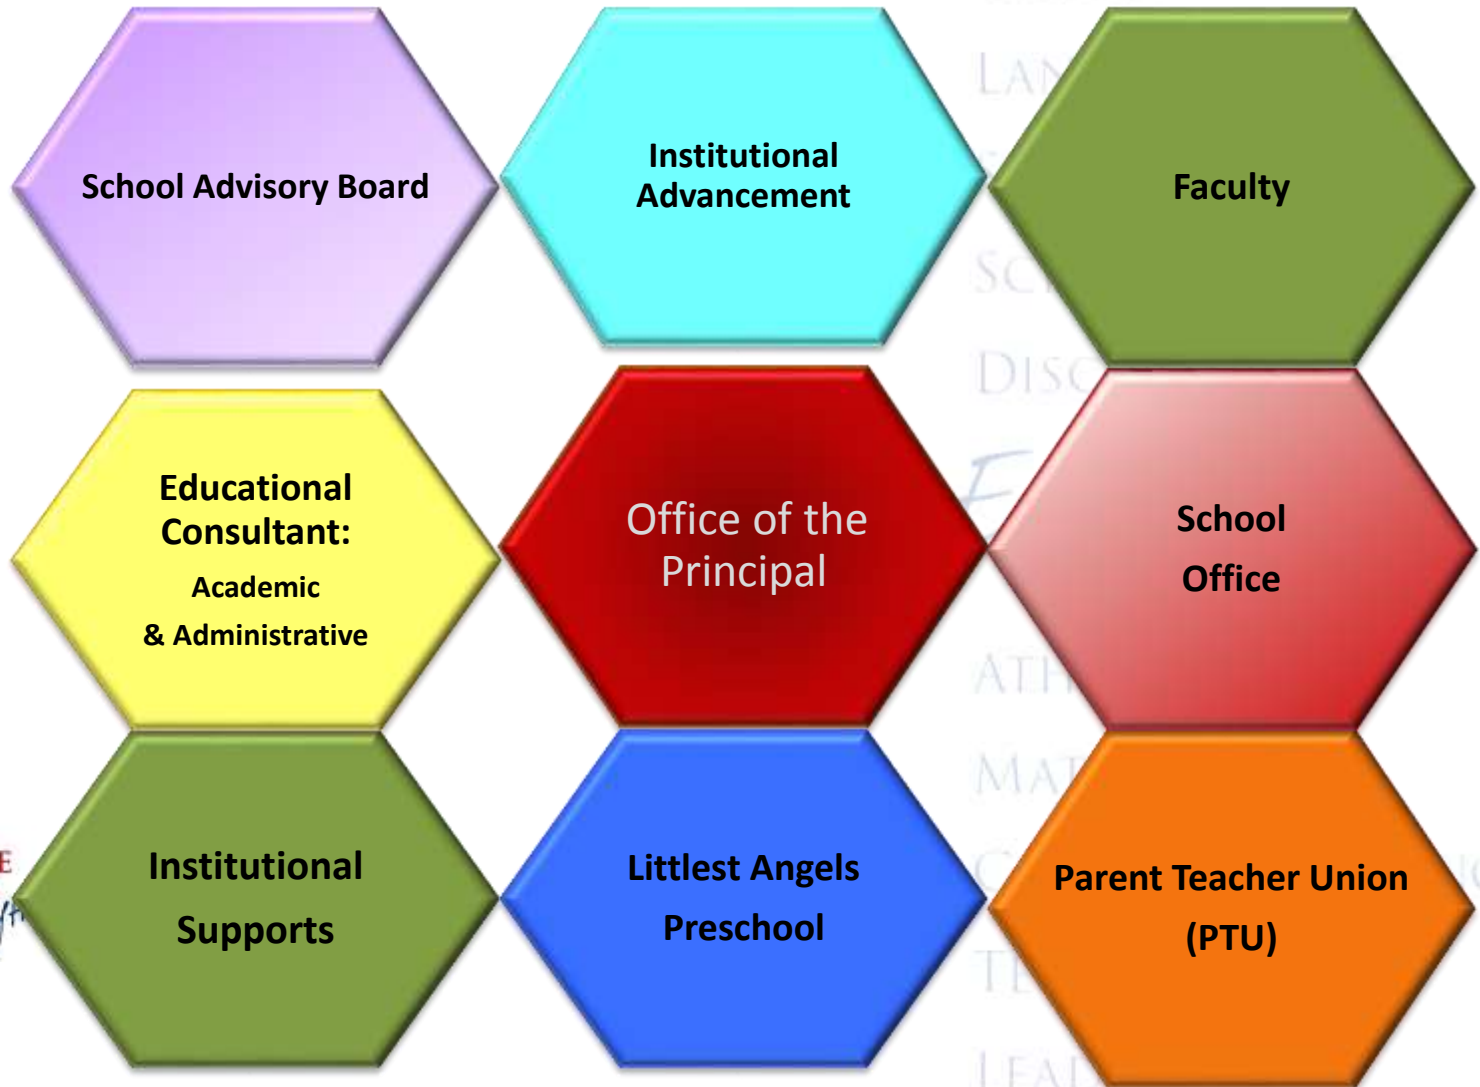 School Advisory Board
Institutional
Advancement
Faculty
Educational
Consultant:
Academic
& Administrative
Office of the
Principal
School
Office
Institutional
Supports
Littlest Angels
Preschool
Parent Teacher Union
(PTU)